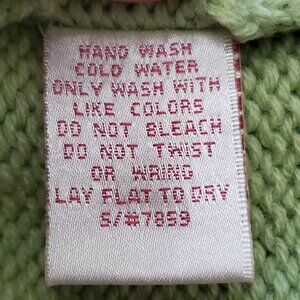 HAND WASH
COLD WATER
ONLY WASH WITH
LIKE COLORS
DO NOT BLEACH
DO NOT TWIST
OR WRING
LAY FLAT TO DRY
S/#7859